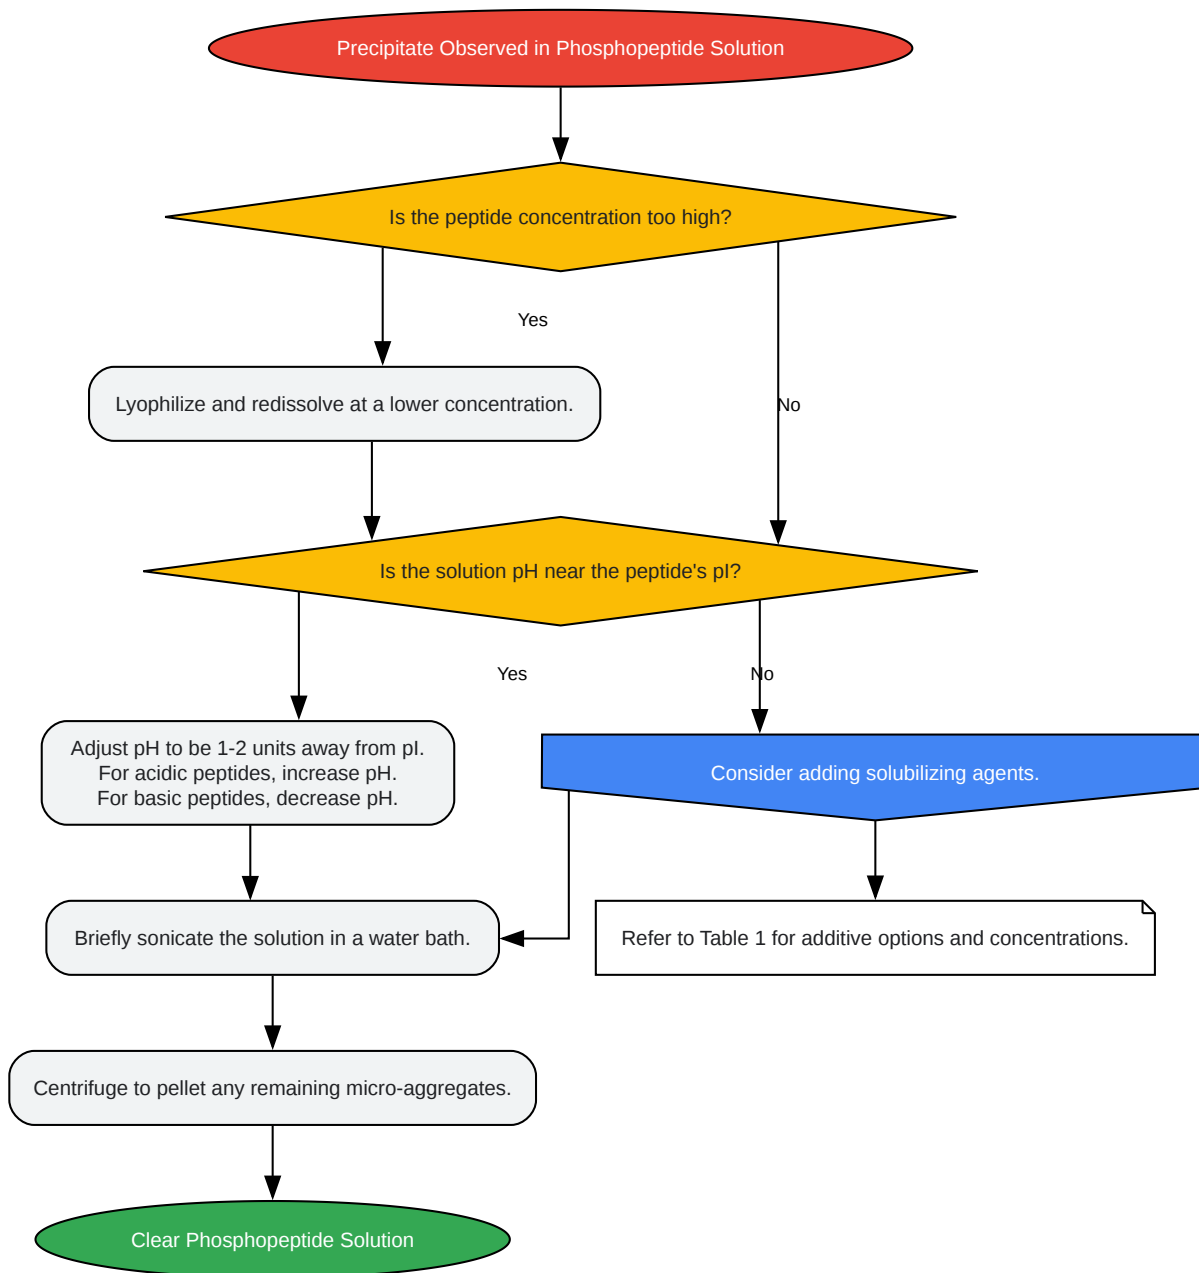 Precipitate Observed in Phosphopeptide Solution
Is the peptide concentration too high?
Yes
Lyophilize and redissolve at a lower concentration.
No
Is the solution pH near the peptide's pI?
Yes
No
Adjust pH to be 1-2 units away from pI.
For acidic peptides, increase pH.
For basic peptides, decrease pH.
Consider adding solubilizing agents.
Briefly sonicate the solution in a water bath.
Refer to Table 1 for additive options and concentrations.
Centrifuge to pellet any remaining micro-aggregates.
Clear Phosphopeptide Solution